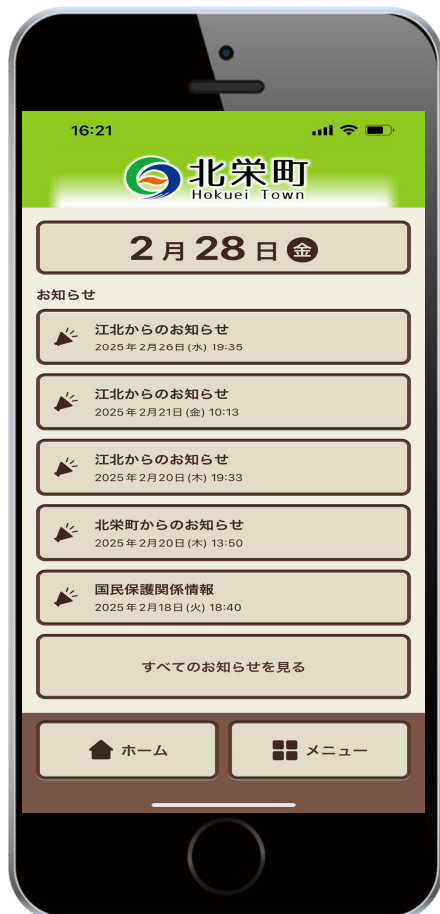 16:21
北栄町
Hokuei Town
2月28日 金
お知らせ
江北からのお知らせ
2025年2月26日(水) 19:35
江北からのお知らせ
2025年2月21日(金) 10:13
江北からのお知らせ
2025年2月20日(木) 19:33
北栄町からのお知らせ
2025年2月20日(木) 13:50
国民保護関係情報
2025年2月18日(火) 18:40
すべてのお知らせを見る
ホーム
メニュー